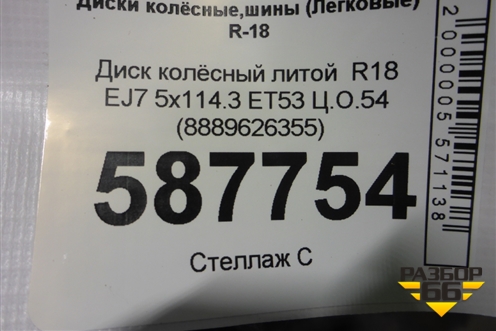 Диски колёсные,шины (Легковые)
R-18
Диск колёсный литой R18
EJ7 5x114.3 ET53 Ц.О.54
(8889626355)
587754
Стеллаж С
2000005571138
РАЗБОР
66